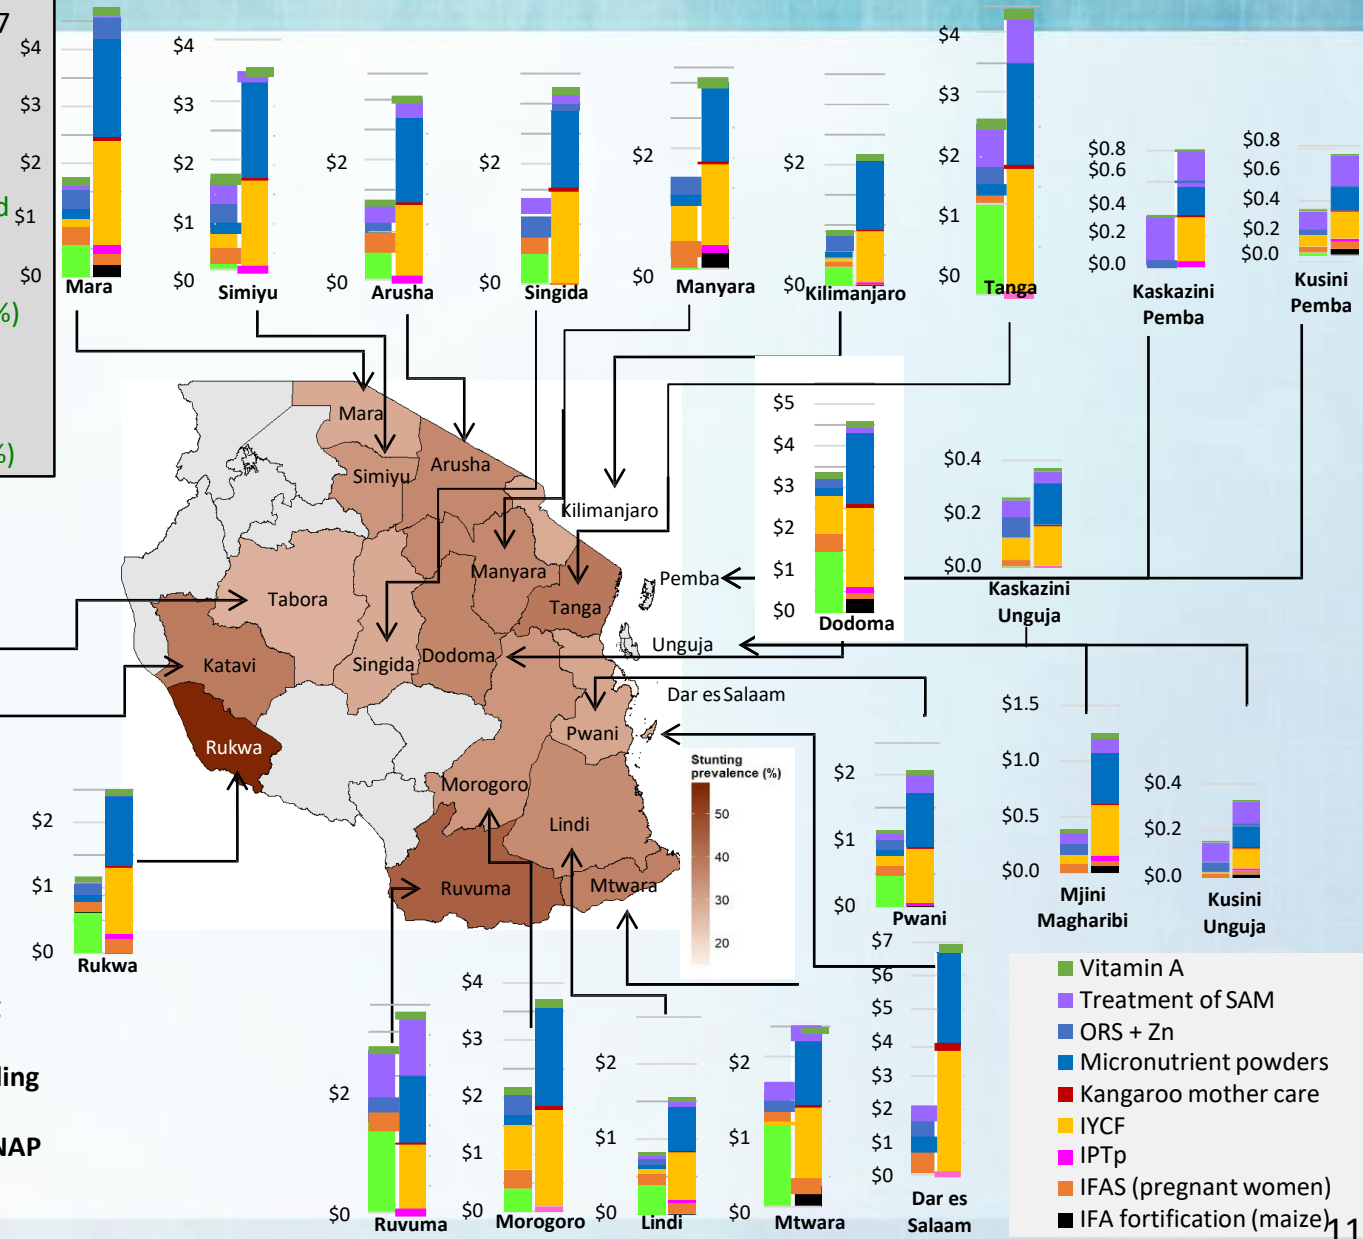 7
d
%)
%)
$4
$3
$2
$1
$0
Mara
$4
$3
$2
$1
$0
Simiyu
$2
$0
Arusha
$2
$0
Singida
$2
$0
Manyara
$2
$0
Kilimanjaro
$4
$3
$2
$1
$0
Tanga
$0.8
$0.6
$0.4
$0.2
$0.0
Kaskazini
Pemba
$0.8
$0.6
$0.4
$0.2
$0.0
Kusini
Pemba
$5
$4
$3
$2
$1
$0
Dodoma
$0.4
$0.2
$0.0
Kaskazini
Unguja
Mara
Simiyu
Arusha
Kilimanjaro
Manyara
Tanga
Pemba
Tabora
Unguja
Katavi
Singida
Dodoma
Dar es Salaam
Rukwa
Pwani
Morogoro
Lindi
Ruvuma
Mtwara
Stunting
prevalence (%)
50
40
30
20
$2
$1
$0
Rukwa
$2
$1
$0
Pwani
$1.5
$1.0
$0.5
$0.0
Mjini
Magharibi
$0.4
$0.2
$0.0
Kusini
Unguja
ling
NAP
$2
$0
Ruvuma
$4
$3
$2
$1
$0
Morogoro
$2
$1
$0
Lindi
$2
$1
$0
Mtwara
$7
$6
$5
$4
$3
$2
$1
$0
Dar es
Salaam
Vitamin A
Treatment of SAM
ORS + Zn
Micronutrient powders
Kangaroo mother care
IYCF
IPTp
IFAS (pregnant women)
IFA fortification (maize)
11